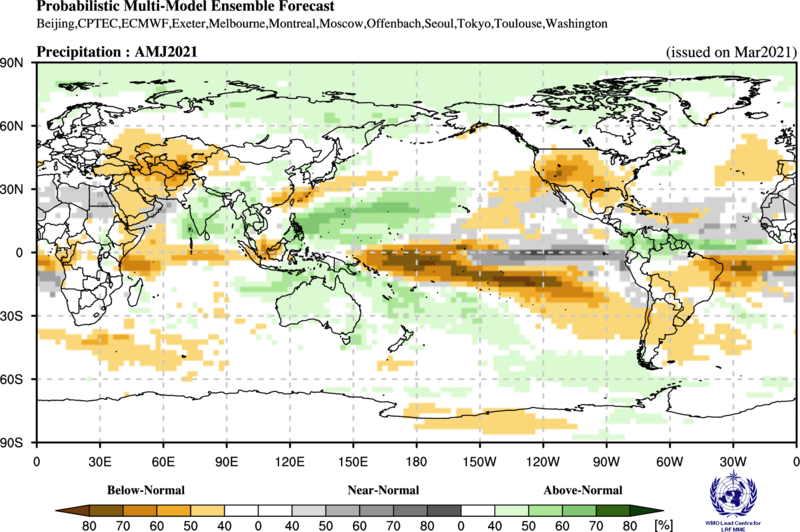 Probabilistic Multi-Model Ensemble Forecast
Beijing,CPTEC,ECMWF,Exeter,Melbourne,Montreal,Moscow,Offenbach,Seoul,Tokyo,Toulouse,Washington
Precipitation : AMJ2021 (issued on Mar2021)
90N
60N
30N
0
30S
60S
90S
0 30E 60E 90E 120E 150E 180 150W 120W 90W 60W 30W 0
Below-Normal Near-Normal Above-Normal
80 70 60 50 40 0 40 50 60 70 80 0 40 50 60 70 80 [%]
WMO Lead Centre for
LRF MME